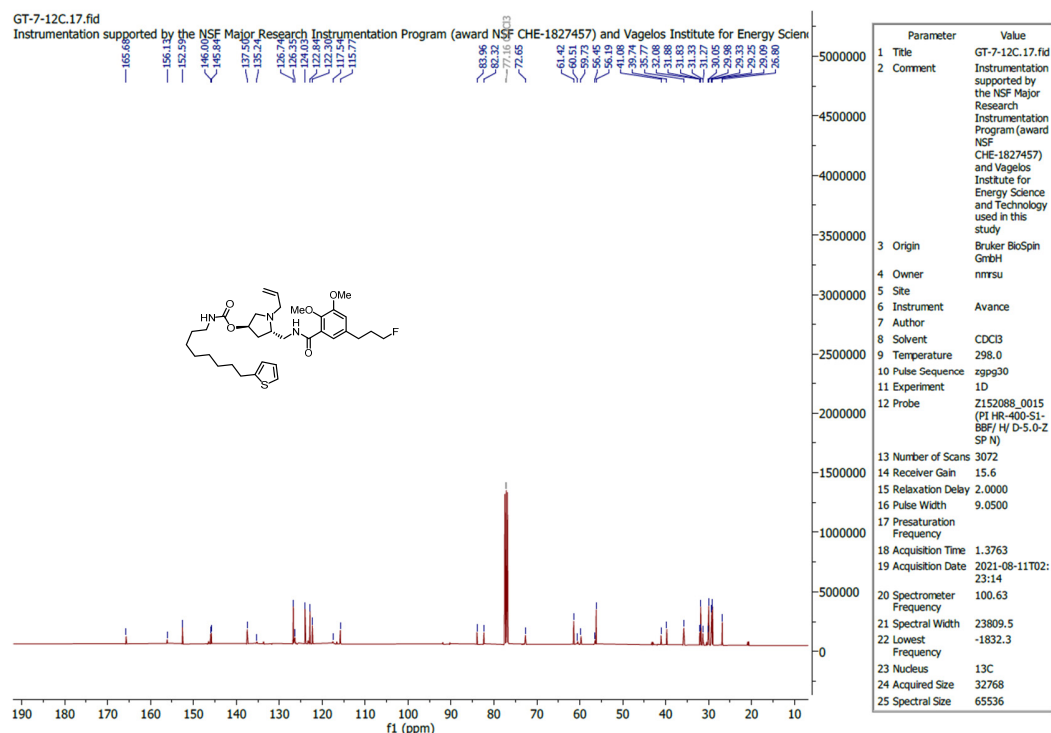 GT-7-12C.17.fid
Instrumentation supported by the NSF Major Research Instrumentation Program (award NSF CHE-1827457) and Vagelos Institute for Energy Scien
165.68
156.13
152.59
146.00
145.84
137.50
135.24
126.74
126.35
124.03
122.84
122.30
117.54
115.77
83.96
82.32
77.16 CDCl3
72.65
61.42
60.51
59.73
56.45
56.19
41.08
39.74
35.77
32.08
31.88
31.83
31.33
31.27
30.05
29.98
29.33
29.25
29.09
26.80
5000000
4500000
4000000
3500000
3000000
2500000
2000000
1500000
1000000
500000
0
HN
O
O
N
H
N
O
MeO
OMe
F
S
190 180 170 160 150 140 130 120 110 100 90 80 70 60 50 40 30 20 10
f1 (ppm)
Parameter Value
1 Title GT-7-12C.17.fid
2 Comment Instrumentation
supported by
the NSF Major
Research
Instrumentation
Program (award
NSF
CHE-1827457)
and Vagelos
Institute for
Energy Science
and Technology
used in this
study
3 Origin Bruker BioSpin
GmbH
4 Owner nmrsu
5 Site
6 Instrument Avance
7 Author
8 Solvent CDCl3
9 Temperature 298.0
10 Pulse Sequence zgpg30
11 Experiment 1D
12 Probe Z152088_0015
(PI HR-400-S1-
BBF/ H/ D-5.0-Z
SP N)
13 Number of Scans 3072
14 Receiver Gain 15.6
15 Relaxation Delay 2.0000
16 Pulse Width 9.0500
17 Presaturation
Frequency
18 Acquisition Time 1.3763
19 Acquisition Date 2021-08-11T02:
23:14
20 Spectrometer 100.63
Frequency
21 Spectral Width 23809.5
22 Lowest -1832.3
Frequency
23 Nucleus 13C
24 Acquired Size 32768
25 Spectral Size 65536